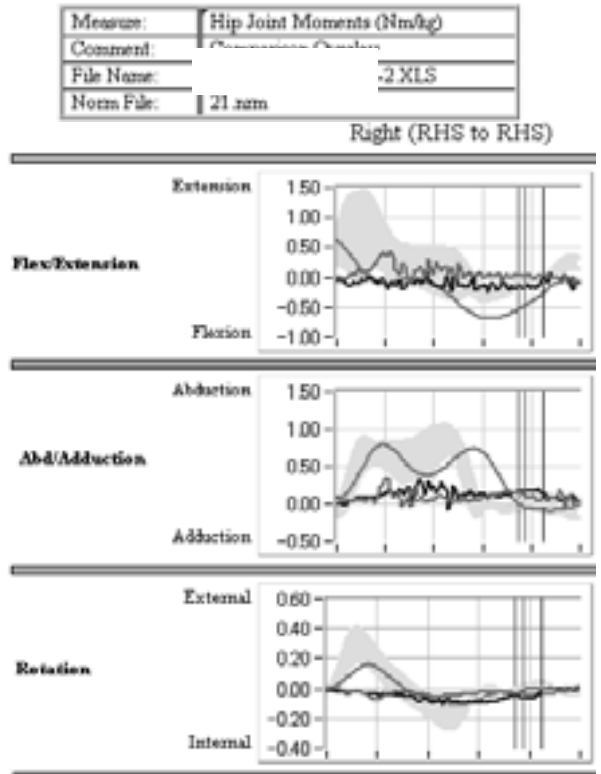 Measure: Hip Joint Moments (Nm/kg)
Comment:
File Name: -2.XLS
Norm File: 21.nrm
Right (RHS to RHS)
Extension 1.50
1.00
0.50
Flex/Extension 0.00
-0.50
Flexion -1.00
Abduction 1.50
1.00
Abd/Adduction 0.50
0.00
Adduction -0.50
External 0.60
0.40
0.20
Rotation 0.00
-0.20
Internal -0.40